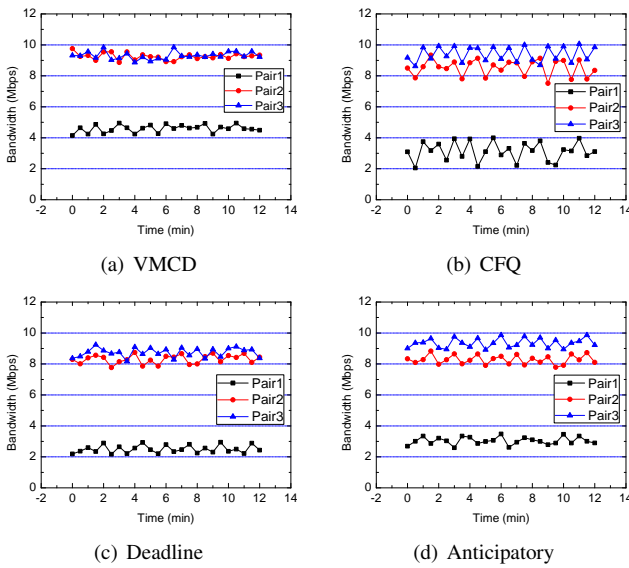 12
10
8
6
4
2
0
Bandwidth (Mbps)
Pair1
Pair2
Pair3
-2 0 2 4 6 8 10 12 14
Time (min)
(a) VMCD
12
10
8
6
4
2
0
Bandwidth (Mbps)
Pair1
Pair2
Pair3
-2 0 2 4 6 8 10 12 14
Time (min)
(b) CFQ
12
10
8
6
4
2
0
Bandwidth (Mbps)
Pair1
Pair2
Pair3
-2 0 2 4 6 8 10 12 14
Time (min)
(c) Deadline
12
10
8
6
4
2
0
Bandwidth (Mbps)
Pair1
Pair2
Pair3
-2 0 2 4 6 8 10 12 14
Time (min)
(d) Anticipatory